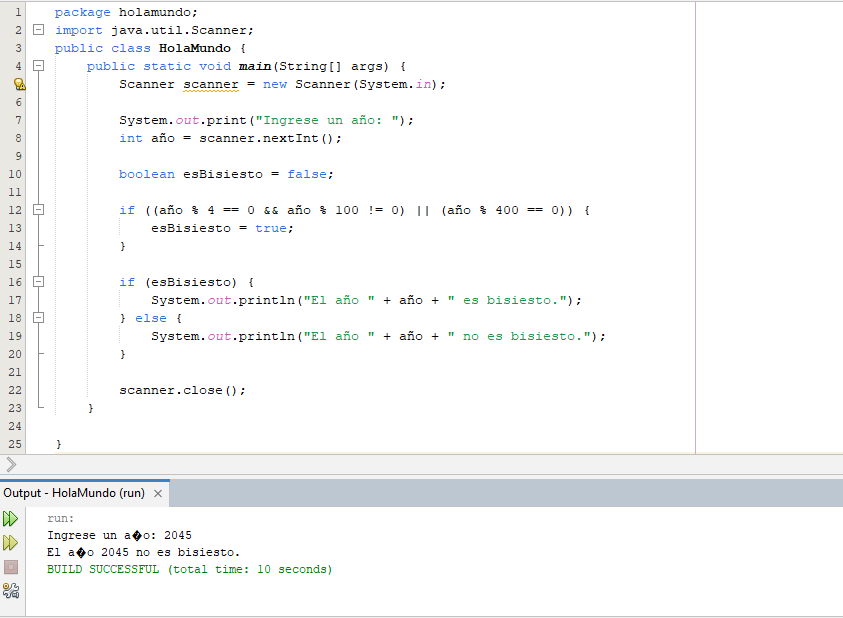 1 package holamundo;
2 import java.util.Scanner;
3 public class HolaMundo {
4 public static void main(String[] args) {
Scanner scanner = new Scanner(System.in);
6
7 System.out.print("Ingrese un año: ");
8 int año = scanner.nextInt();
9
10 boolean esBisiesto = false;
11
12 if ((año % 4 == 0 && año % 100 != 0) || (año % 400 == 0)) {
13 esBisiesto = true;
14 }
15
16 if (esBisiesto) {
17 System.out.println("El año " + año + " es bisiesto.");
18 } else {
19 System.out.println("El año " + año + " no es bisiesto.");
20 }
21
22 scanner.close();
23 }
24
25 }
Output - HolaMundo (run) ×
run:
Ingrese un a�o: 2045
El a�o 2045 no es bisiesto.
BUILD SUCCESSFUL (total time: 10 seconds)